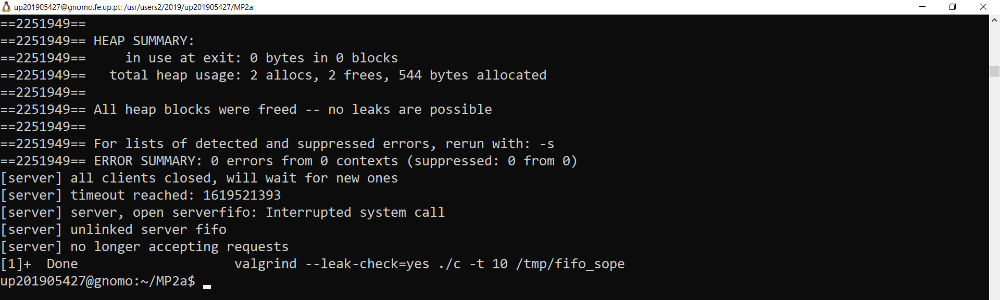 up201905427@gnomo.fe.up.pt: /usr/users2/2019/up201905427/MP2a
==2251949==
==2251949== HEAP SUMMARY:
==2251949==     in use at exit: 0 bytes in 0 blocks
==2251949==   total heap usage: 2 allocs, 2 frees, 544 bytes allocated
==2251949==
==2251949== All heap blocks were freed -- no leaks are possible
==2251949==
==2251949== For lists of detected and suppressed errors, rerun with: -s
==2251949== ERROR SUMMARY: 0 errors from 0 contexts (suppressed: 0 from 0)
[server] all clients closed, will wait for new ones
[server] timeout reached: 1619521393
[server] server, open serverfifo: Interrupted system call
[server] unlinked server fifo
[server] no longer accepting requests
[1]+  Done                    valgrind --leak-check=yes ./c -t 10 /tmp/fifo_sope
up201905427@gnomo:~/MP2a$